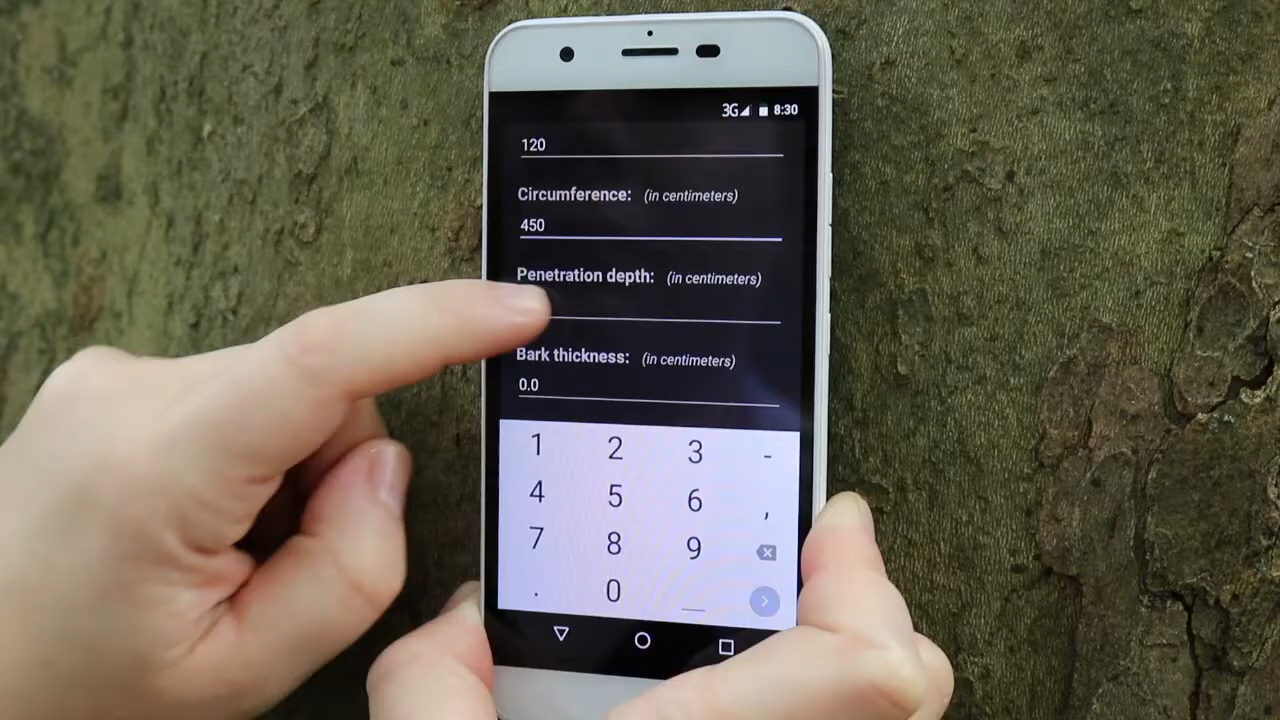 3G 8:30
120
Circumference: (in centimeters)
450
Penetration depth: (in centimeters)
Bark thickness: (in centimeters)
0.0
1 2 3 -
4 5 6 ,
7 8 9
. 0 _